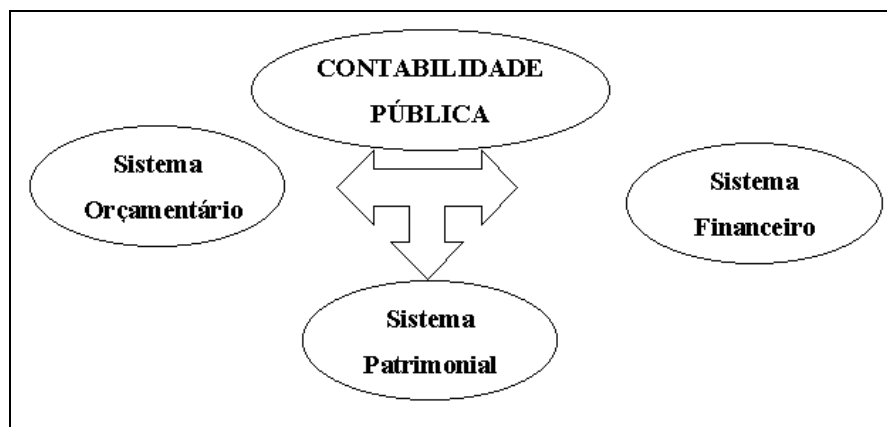 CONTABILIDADE
PÚBLICA
Sistema
Orçamentário
Sistema
Financeiro
Sistema
Patrimonial